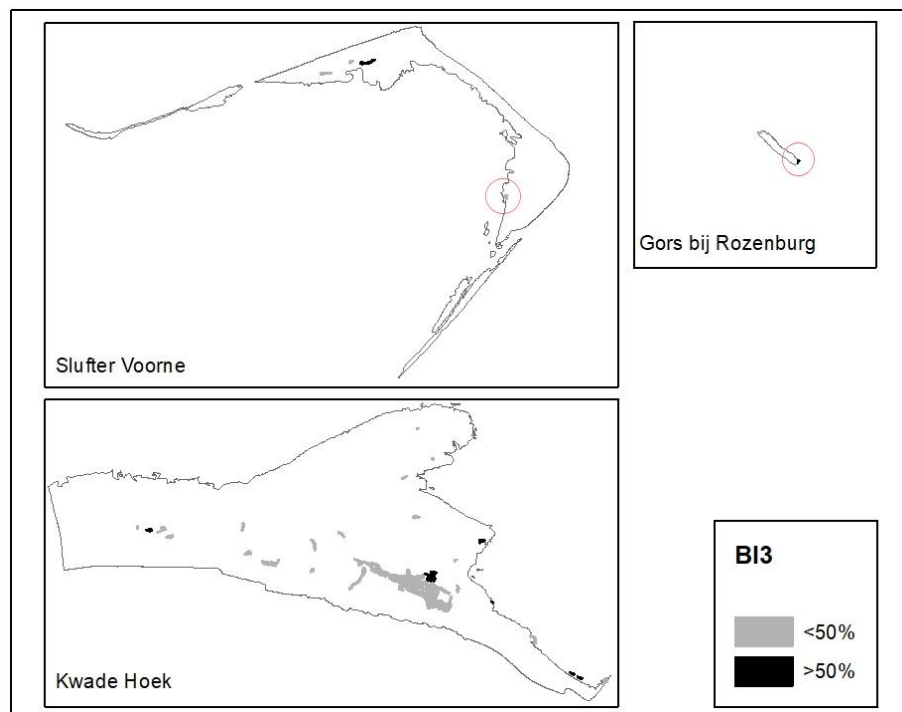 Slufter Voorne
Gors bij Rozenburg
Kwade Hoek
BI3
<50%
>50%